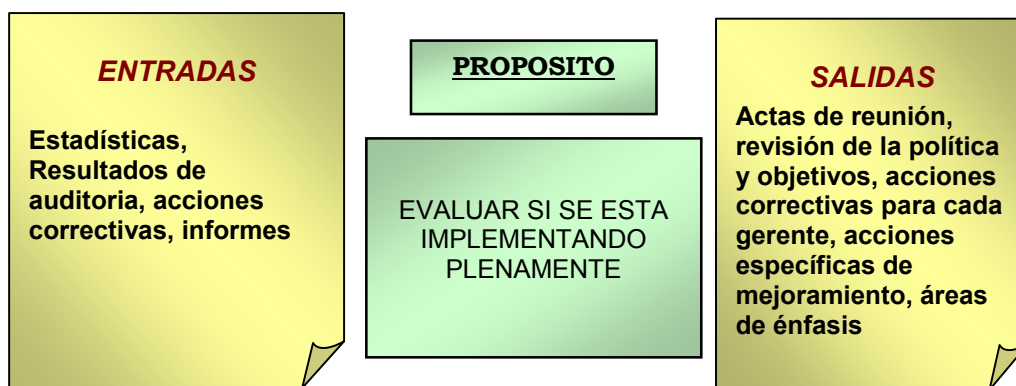 ENTRADAS
Estadísticas,
Resultados de
auditoria, acciones
correctivas, informes
PROPOSITO
EVALUAR SI SE ESTA
IMPLEMENTANDO
PLENAMENTE
SALIDAS
Actas de reunión,
revisión de la política
y objetivos, acciones
correctivas para cada
gerente, acciones
específicas de
mejoramiento, áreas
de énfasis